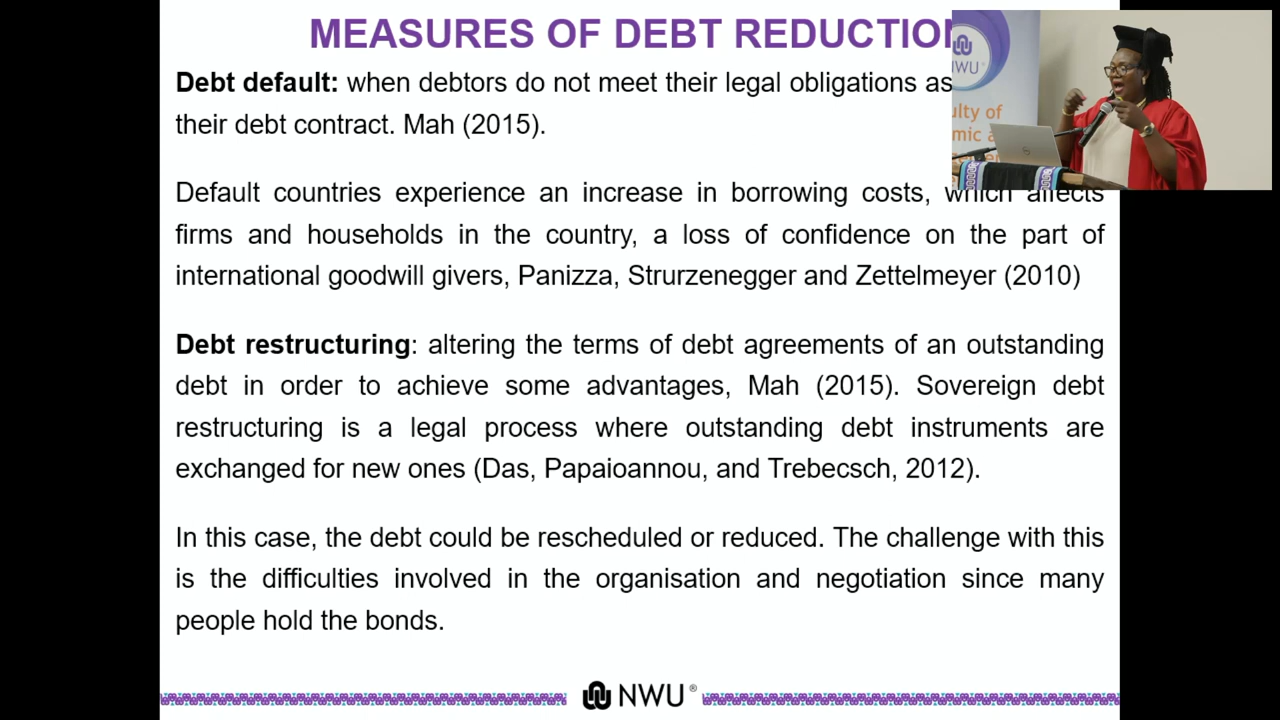 MEASURES OF DEBT REDUCTION
Debt default: when debtors do not meet their legal obligations as
their debt contract. Mah (2015).
Default countries experience an increase in borrowing costs, which affects
firms and households in the country, a loss of confidence on the part of
international goodwill givers, Panizza, Strurzenegger and Zettelmeyer (2010)
Debt restructuring: altering the terms of debt agreements of an outstanding
debt in order to achieve some advantages, Mah (2015). Sovereign debt
restructuring is a legal process where outstanding debt instruments are
exchanged for new ones (Das, Papaioannou, and Trebecsch, 2012).
In this case, the debt could be rescheduled or reduced. The challenge with this
is the difficulties involved in the organisation and negotiation since many
people hold the bonds.
NWU®
NWU®
ulty of
mic a